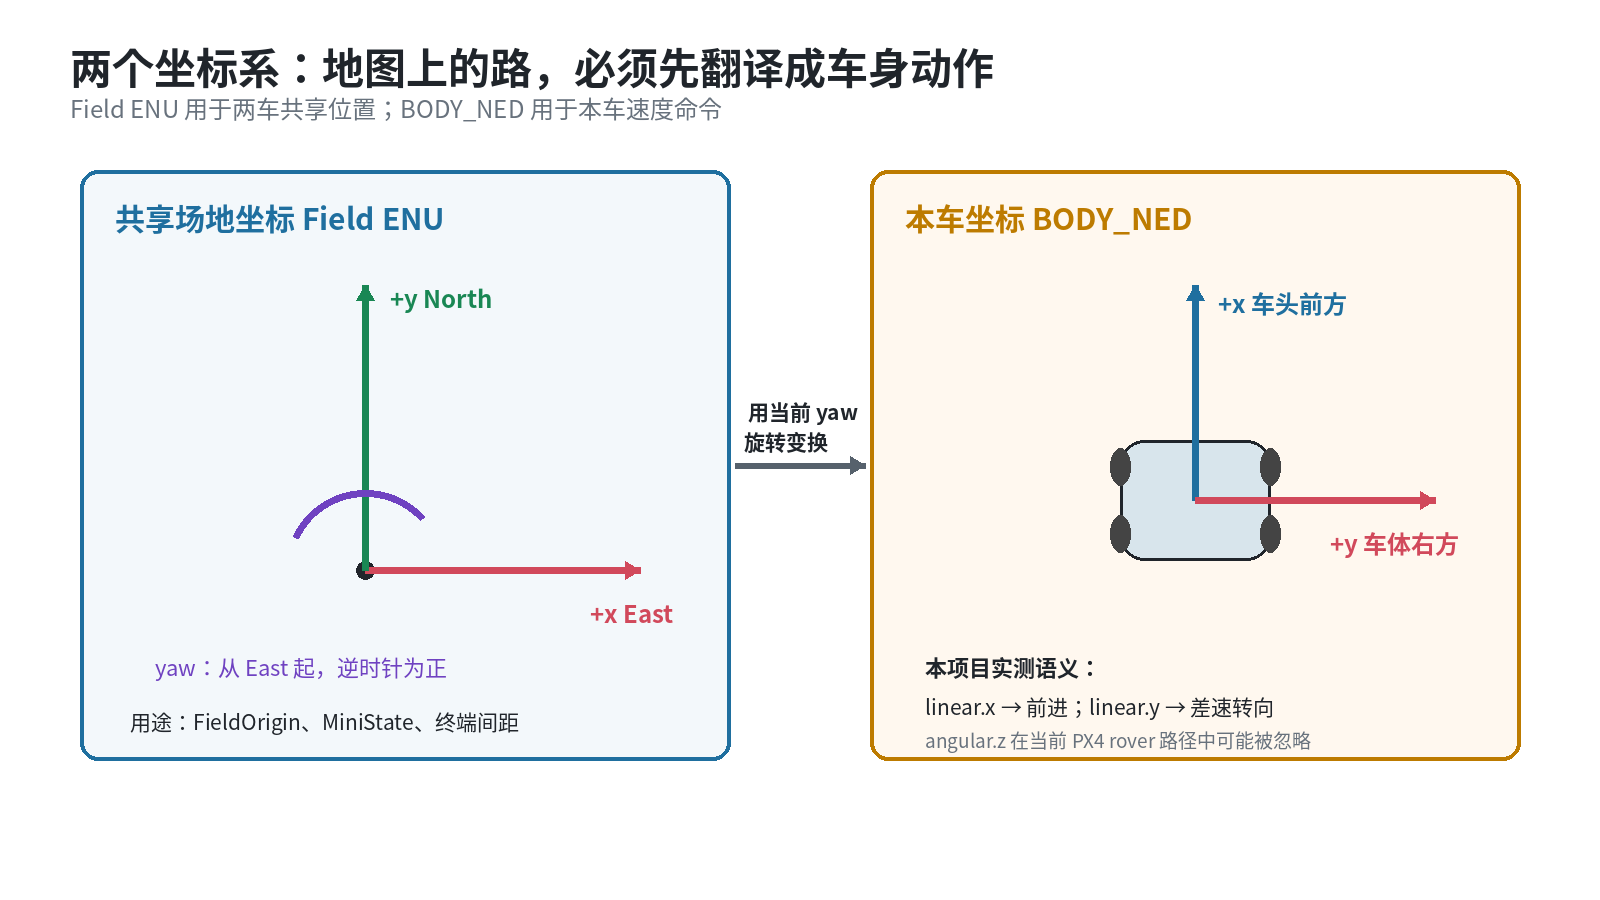 两个坐标系：地图上的路，必须先翻译成车身动作
Field ENU 用于两车共享位置；BODY_NED 用于本车速度命令
共享场地坐标 Field ENU
+y North
+x East
yaw：从 East 起，逆时针为正
用途：FieldOrigin、MiniState、终端间距
用当前 yaw
旋转变换
本车坐标 BODY_NED
+x 车头前方
+y 车体右方
本项目实测语义：
linear.x → 前进；linear.y → 差速转向
angular.z 在当前 PX4 rover 路径中可能被忽略